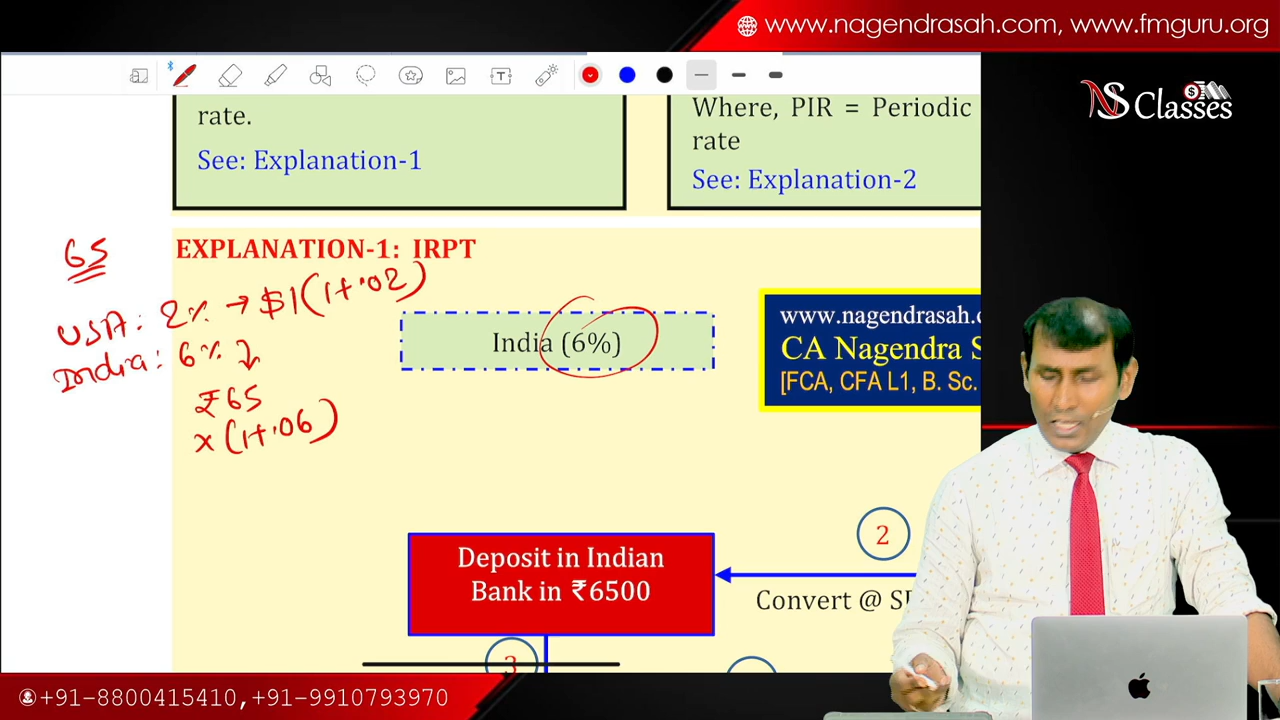 www.nagendrasah.com, www.fmguru.org
NS Classes
rate.
See: Explanation-1
Where, PIR = Periodic
rate
See: Explanation-2
65
EXPLANATION-1: IRPT
USA: 2% → $1(1+.02)
India: 6%
₹65
x (1+.06)
India (6%)
www.nagendrasah.c
CA Nagendra S
[FCA, CFA L1, B. Sc.
2
Deposit in Indian
Bank in ₹6500
Convert @ SP
3
+91-8800415410,+91-9910793970